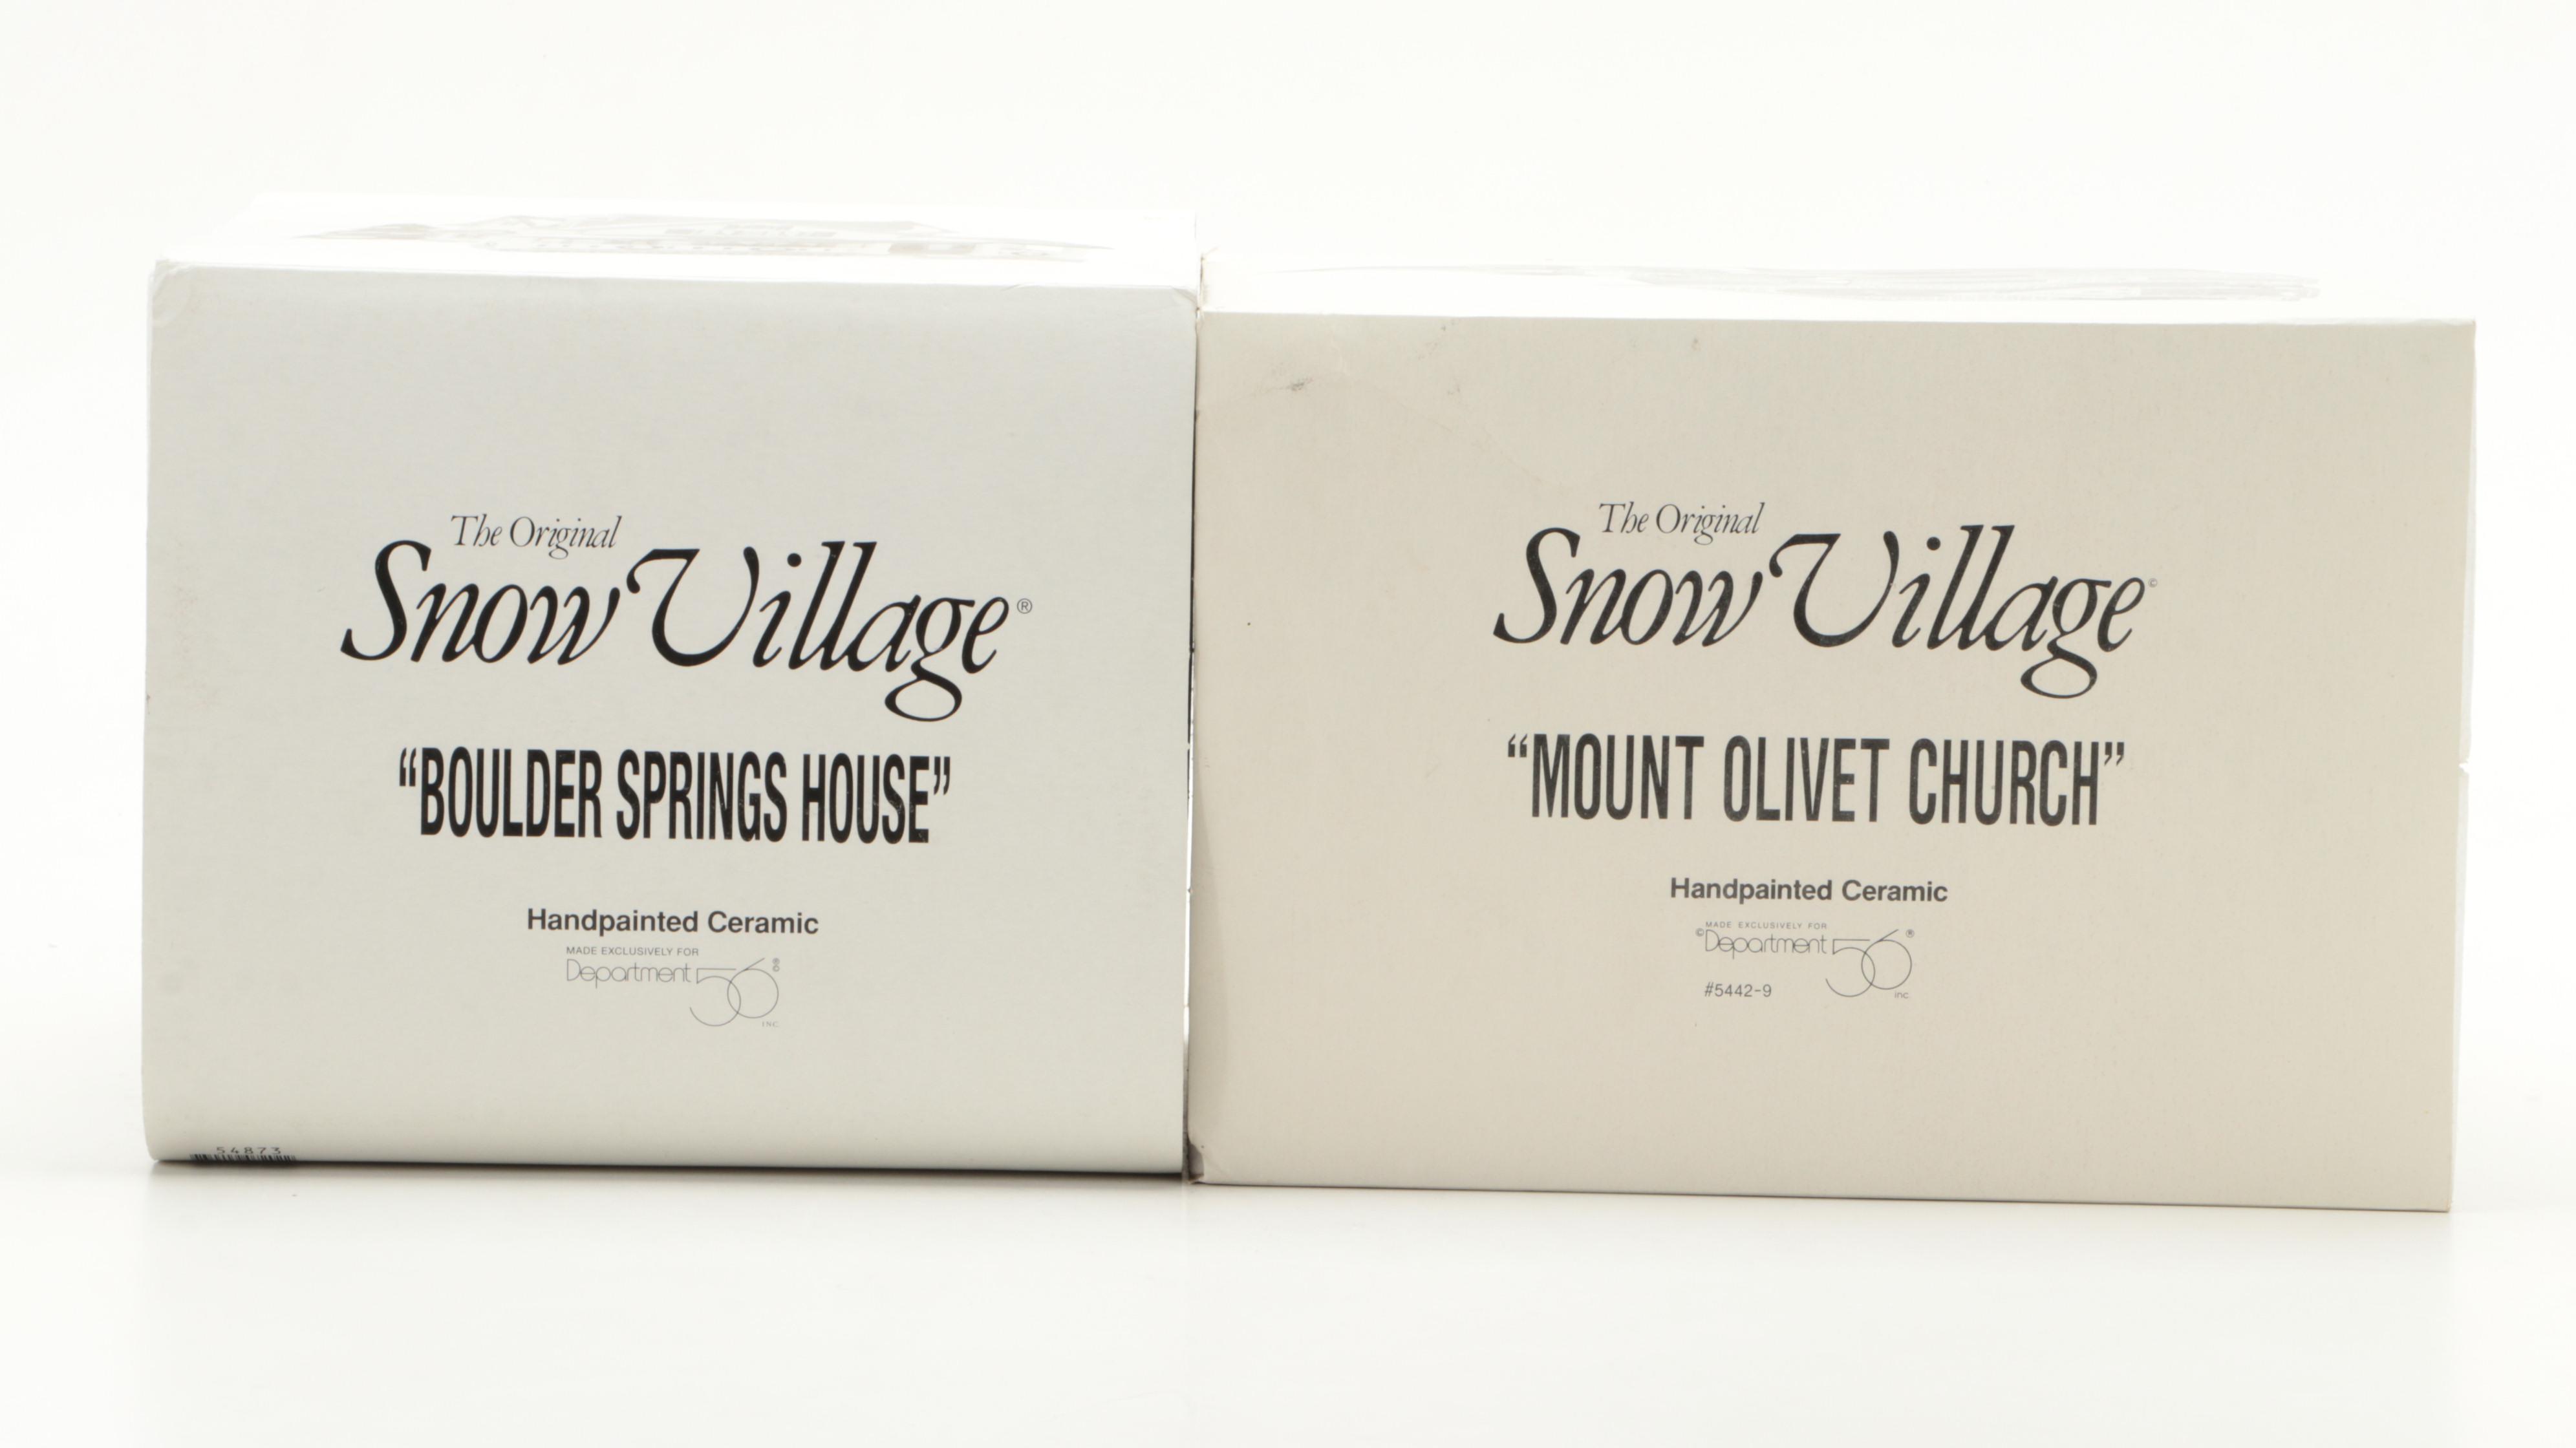 The Original
Snow Village®
“BOULDER SPRINGS HOUSE”
Handpainted Ceramic
MADE EXCLUSIVELY FOR
Department 56®©
INC.
54873
The Original
Snow Village©
“MOUNT OLIVET CHURCH”
Handpainted Ceramic
MADE EXCLUSIVELY FOR
©Department 56®
#5442-9 inc.